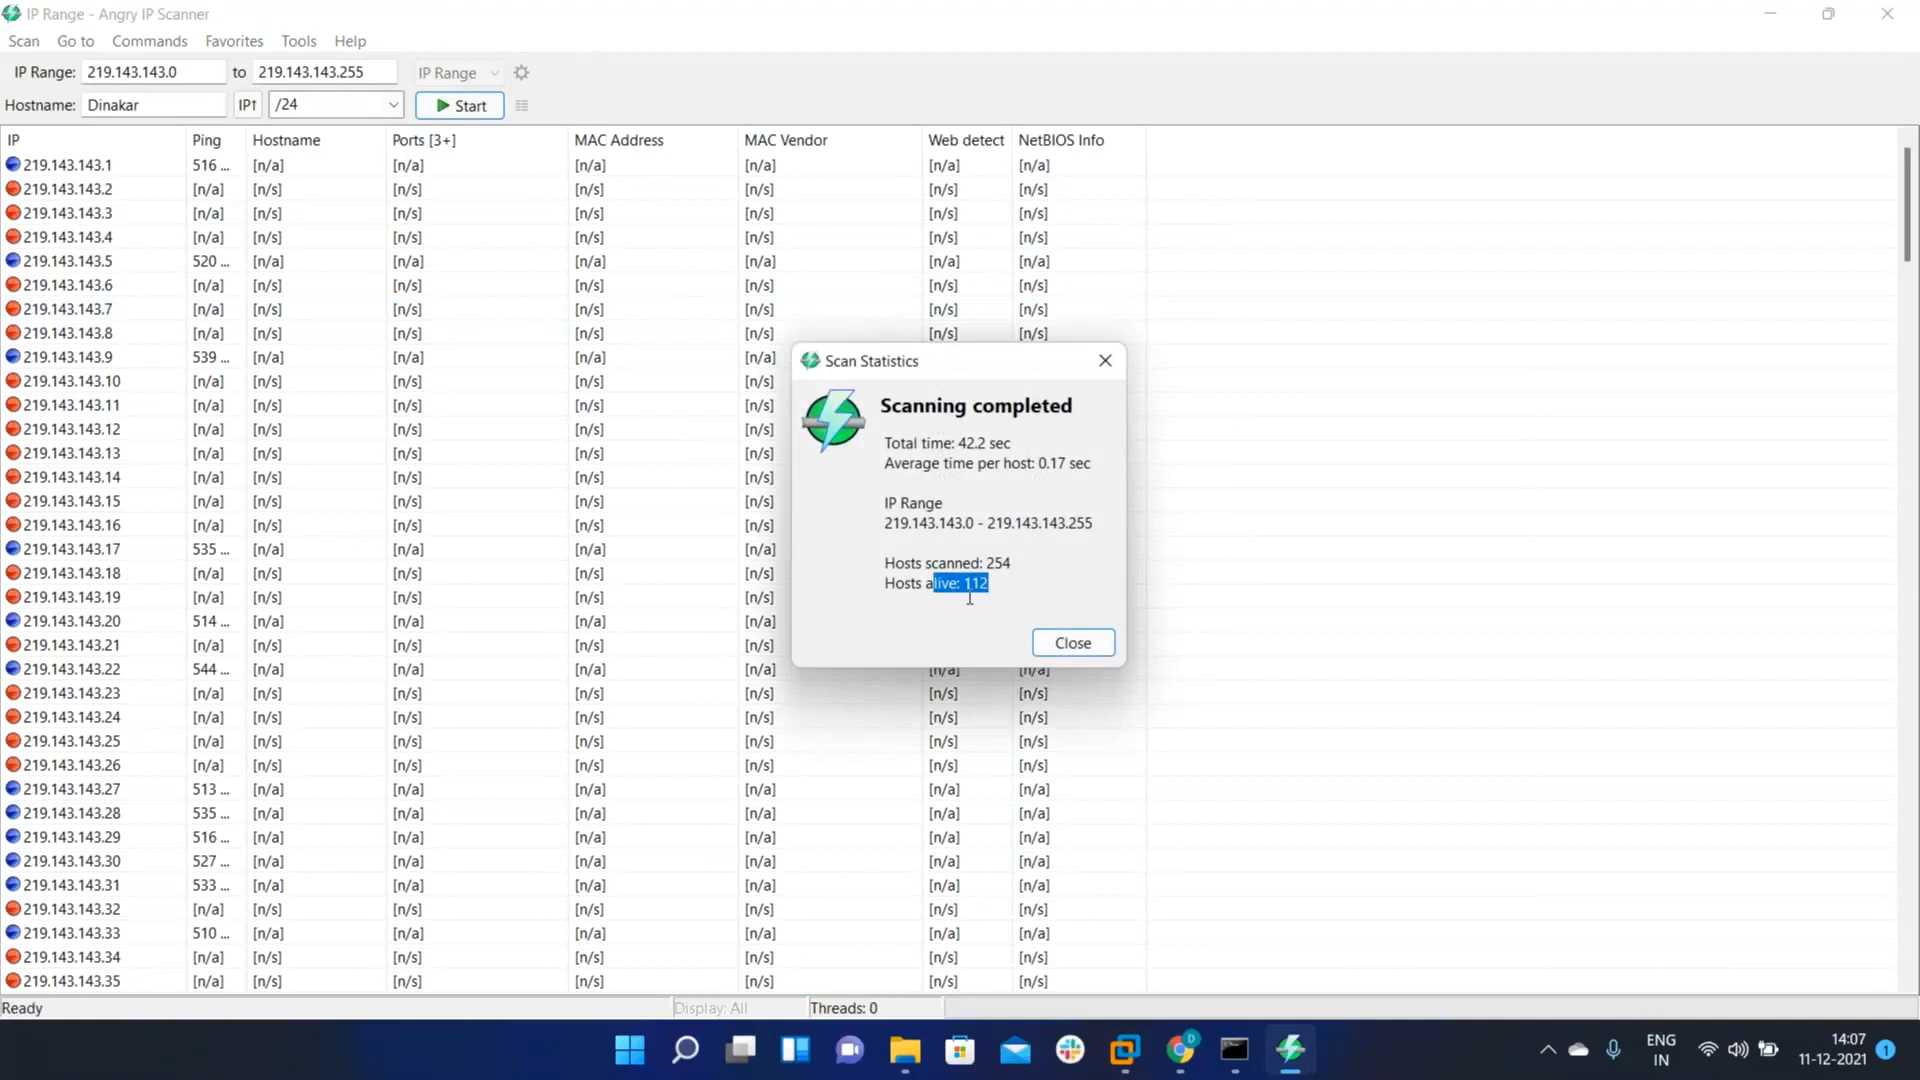 IP Range - Angry IP Scanner
Scan Go to Commands Favorites Tools Help
IP Range: 219.143.143.0 to 219.143.143.255 IP Range
Hostname: Dinakar IP↑ /24 Start
IP Ping Hostname Ports [3+] MAC Address MAC Vendor Web detect NetBIOS Info
219.143.143.1 516 ... [n/a] [n/a] [n/a] [n/a] [n/a] [n/a]
219.143.143.2 [n/a] [n/s] [n/s] [n/s] [n/s] [n/s] [n/s]
219.143.143.3 [n/a] [n/s] [n/s] [n/s] [n/s] [n/s] [n/s]
219.143.143.4 [n/a] [n/s] [n/s] [n/s] [n/s] [n/s] [n/s]
219.143.143.5 520 ... [n/a] [n/a] [n/a] [n/a] [n/a] [n/a]
219.143.143.6 [n/a] [n/s] [n/s] [n/s] [n/s] [n/s] [n/s]
219.143.143.7 [n/a] [n/s] [n/s] [n/s] [n/s] [n/s] [n/s]
219.143.143.8 [n/a] [n/s] [n/s] [n/s] [n/s] [n/s] [n/s]
219.143.143.9 539 ... [n/a] [n/a] [n/a] [n/a]
219.143.143.10 [n/a] [n/s] [n/s] [n/s] [n/s]
219.143.143.11 [n/a] [n/s] [n/s] [n/s] [n/s]
219.143.143.12 [n/a] [n/s] [n/s] [n/s] [n/s]
219.143.143.13 [n/a] [n/s] [n/s] [n/s] [n/s]
219.143.143.14 [n/a] [n/s] [n/s] [n/s] [n/s]
219.143.143.15 [n/a] [n/s] [n/s] [n/s] [n/s]
219.143.143.16 [n/a] [n/s] [n/s] [n/s] [n/s]
219.143.143.17 535 ... [n/a] [n/a] [n/a] [n/a]
219.143.143.18 [n/a] [n/s] [n/s] [n/s] [n/s]
219.143.143.19 [n/a] [n/s] [n/s] [n/s] [n/s]
219.143.143.20 514 ... [n/a] [n/a] [n/a] [n/a]
219.143.143.21 [n/a] [n/s] [n/s] [n/s] [n/s]
219.143.143.22 544 ... [n/a] [n/a] [n/a] [n/a] [n/a] [n/a]
219.143.143.23 [n/a] [n/s] [n/s] [n/s] [n/s] [n/s] [n/s]
219.143.143.24 [n/a] [n/s] [n/s] [n/s] [n/s] [n/s] [n/s]
219.143.143.25 [n/a] [n/s] [n/s] [n/s] [n/s] [n/s] [n/s]
219.143.143.26 [n/a] [n/s] [n/s] [n/s] [n/s] [n/s] [n/s]
219.143.143.27 513 ... [n/a] [n/a] [n/a] [n/a] [n/a] [n/a]
219.143.143.28 535 ... [n/a] [n/a] [n/a] [n/a] [n/a] [n/a]
219.143.143.29 516 ... [n/a] [n/a] [n/a] [n/a] [n/a] [n/a]
219.143.143.30 527 ... [n/a] [n/a] [n/a] [n/a] [n/a] [n/a]
219.143.143.31 533 ... [n/a] [n/a] [n/a] [n/a] [n/a] [n/a]
219.143.143.32 [n/a] [n/s] [n/s] [n/s] [n/s] [n/s] [n/s]
219.143.143.33 510 ... [n/a] [n/a] [n/a] [n/a] [n/a] [n/a]
219.143.143.34 [n/a] [n/s] [n/s] [n/s] [n/s] [n/s] [n/s]
219.143.143.35 [n/a] [n/s] [n/s] [n/s] [n/s] [n/s] [n/s]
Scan Statistics
Scanning completed
Total time: 42.2 sec
Average time per host: 0.17 sec
IP Range
219.143.143.0 - 219.143.143.255
Hosts scanned: 254
Hosts alive: 112
Close
Ready Display: All Threads: 0
D
ENG
IN
14:07
11-12-2021
1